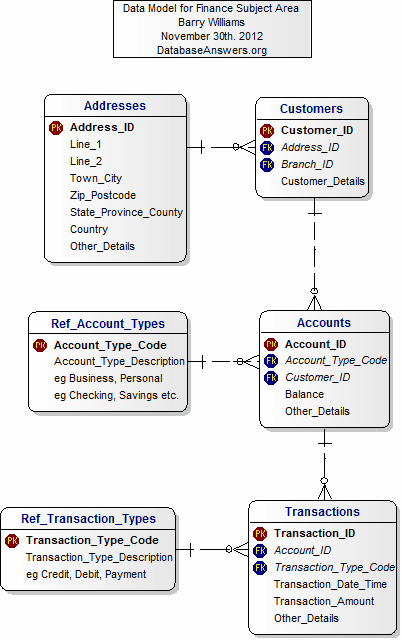 Data Model for Finance Subject Area
Barry Williams
November 30th. 2012
DatabaseAnswers.org
Addresses
PK Address_ID
Line_1
Line_2
Town_City
Zip_Postcode
State_Province_County
Country
Other_Details
Customers
PK Customer_ID
FK Address_ID
FK Branch_ID
Customer_Details
Ref_Account_Types
PK Account_Type_Code
Account_Type_Description
eg Business, Personal
eg Checking, Savings etc.
Accounts
PK Account_ID
FK Account_Type_Code
FK Customer_ID
Balance
Other_Details
Ref_Transaction_Types
PK Transaction_Type_Code
Transaction_Type_Description
eg Credit, Debit, Payment
Transactions
PK Transaction_ID
FK Account_ID
FK Transaction_Type_Code
Transaction_Date_Time
Transaction_Amount
Other_Details